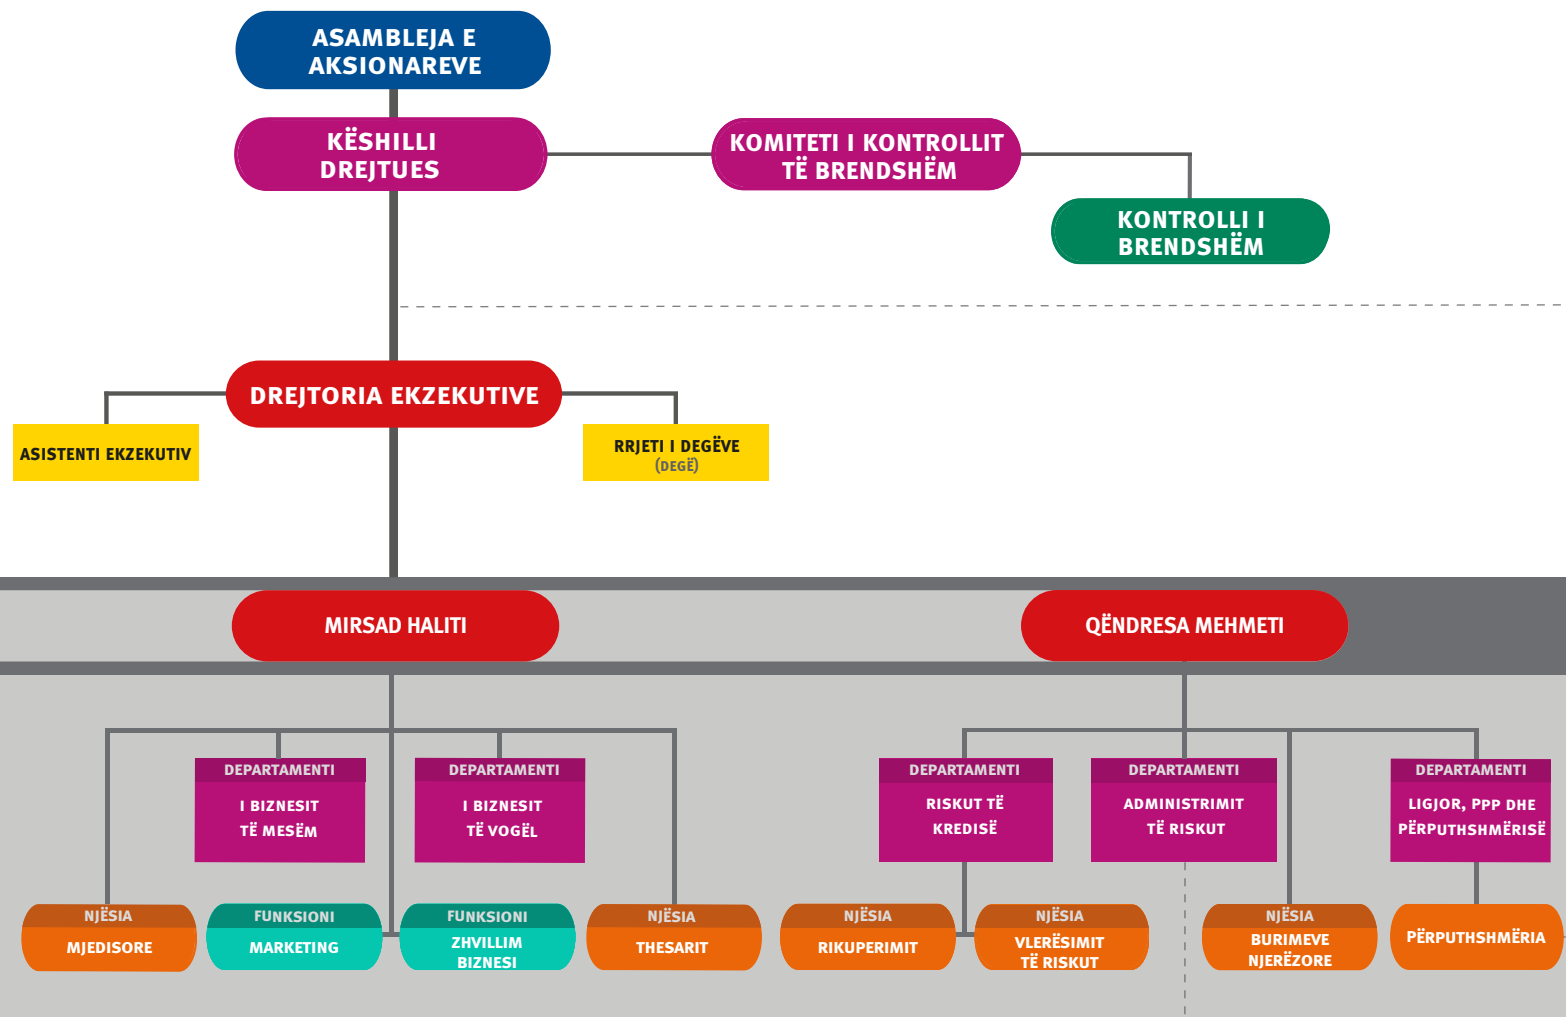 ASAMBLEJA E
AKSIONAREVE
KËSHILLI
DREJTUES
KOMITETI I KONTROLLIT
TË BRENDSHËM
KONTROLLI I
BRENDSHËM
DREJTORIA EKZEKUTIVE
ASISTENTI EKZEKUTIV
RRJETI I DEGËVE
(DEGË)
MIRSAD HALITI
QËNDRESA MEHMETI
DEPARTAMENTI
I BIZNESIT
TË MESËM
DEPARTAMENTI
I BIZNESIT
TË VOGËL
DEPARTAMENTI
RISKUT TË
KREDISË
DEPARTAMENTI
ADMINISTRIMIT
TË RISKUT
DEPARTAMENTI
LIGJOR, PPP DHE
PËRPUTHSHMËRISË
NJËSIA
MJEDISORE
FUNKSIONI
MARKETING
FUNKSIONI
ZHVILLIM
BIZNESI
NJËSIA
THESARIT
NJËSIA
RIKUPERIMIT
NJËSIA
VLERËSIMIT
TË RISKUT
NJËSIA
BURIMEVE
NJERËZORE
PËRPUTHSHMËRIA